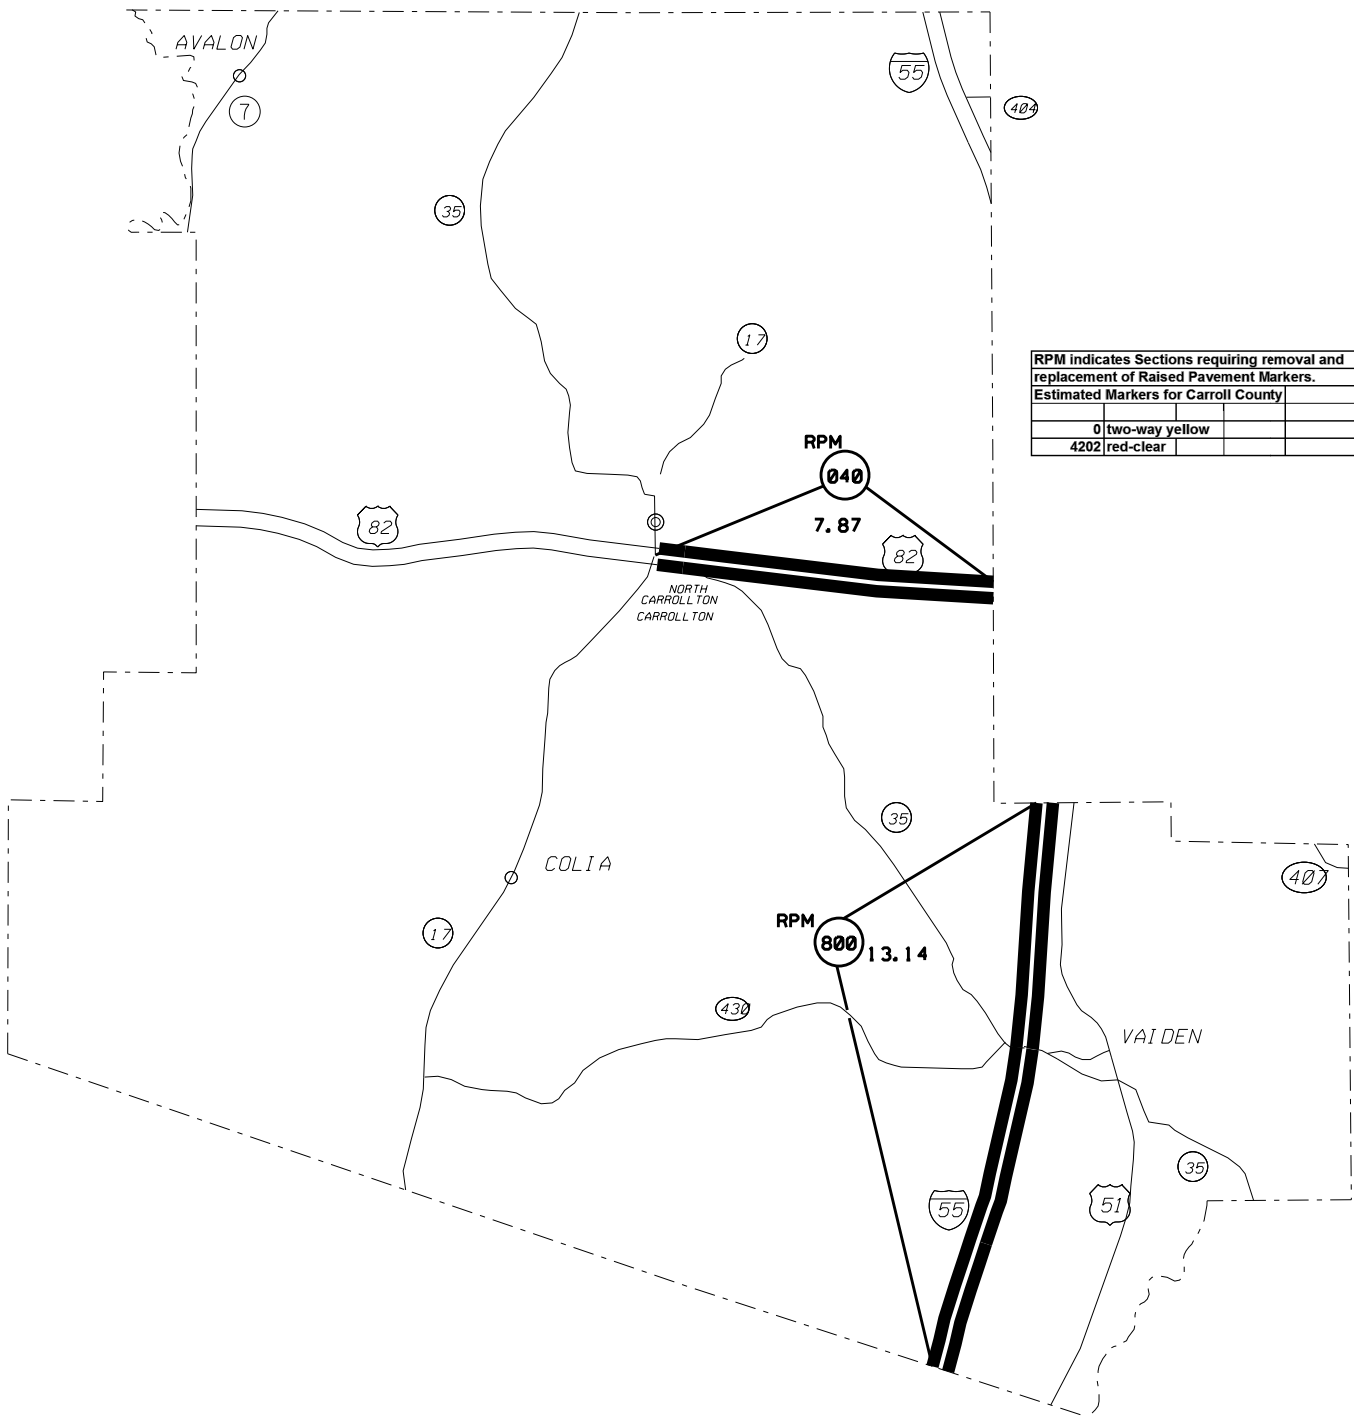 AVALON
7
55
404
35
17
RPM indicates Sections requiring removal and
replacement of Raised Pavement Markers.
Estimated Markers for Carroll County
0 two-way yellow
4202 red-clear
RPM
040
7.87
82
82
NORTH
CARROLLTON
CARROLLTON
35
COLIA
407
17
RPM
800
13.14
430
VAIDEN
35
55
51